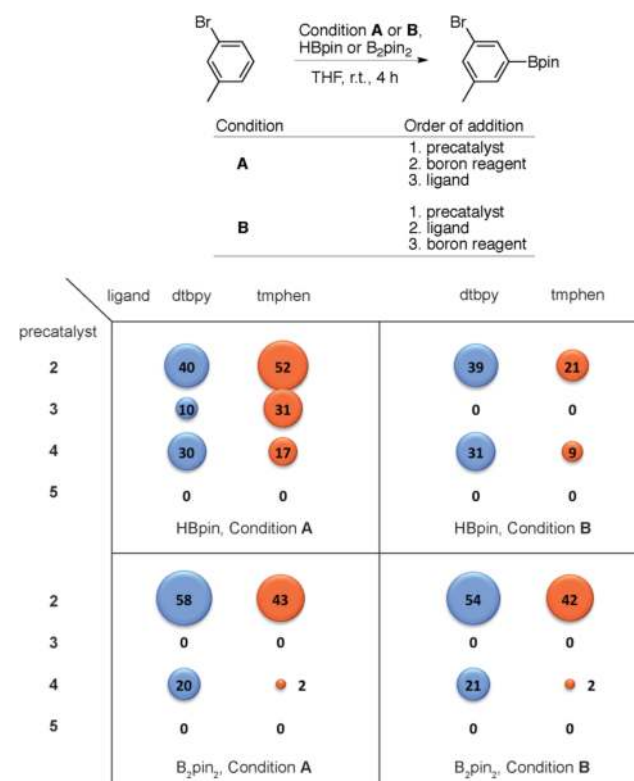 Br
Condition A or B,
HBpin or B₂pin₂
THF, r.t., 4 h
Br
Bpin
Condition Order of addition
A
1. precatalyst
2. boron reagent
3. ligand
B
1. precatalyst
2. ligand
3. boron reagent
ligand dtbpy tmphen dtbpy tmphen
precatalyst
2 40 52 39 21
3 10 31 0 0
4 30 17 31 9
5 0 0 0 0
HBpin, Condition A HBpin, Condition B
2 58 43 54 42
3 0 0 0 0
4 20 2 21 2
5 0 0 0 0
B₂pin₂, Condition A B₂pin₂, Condition B